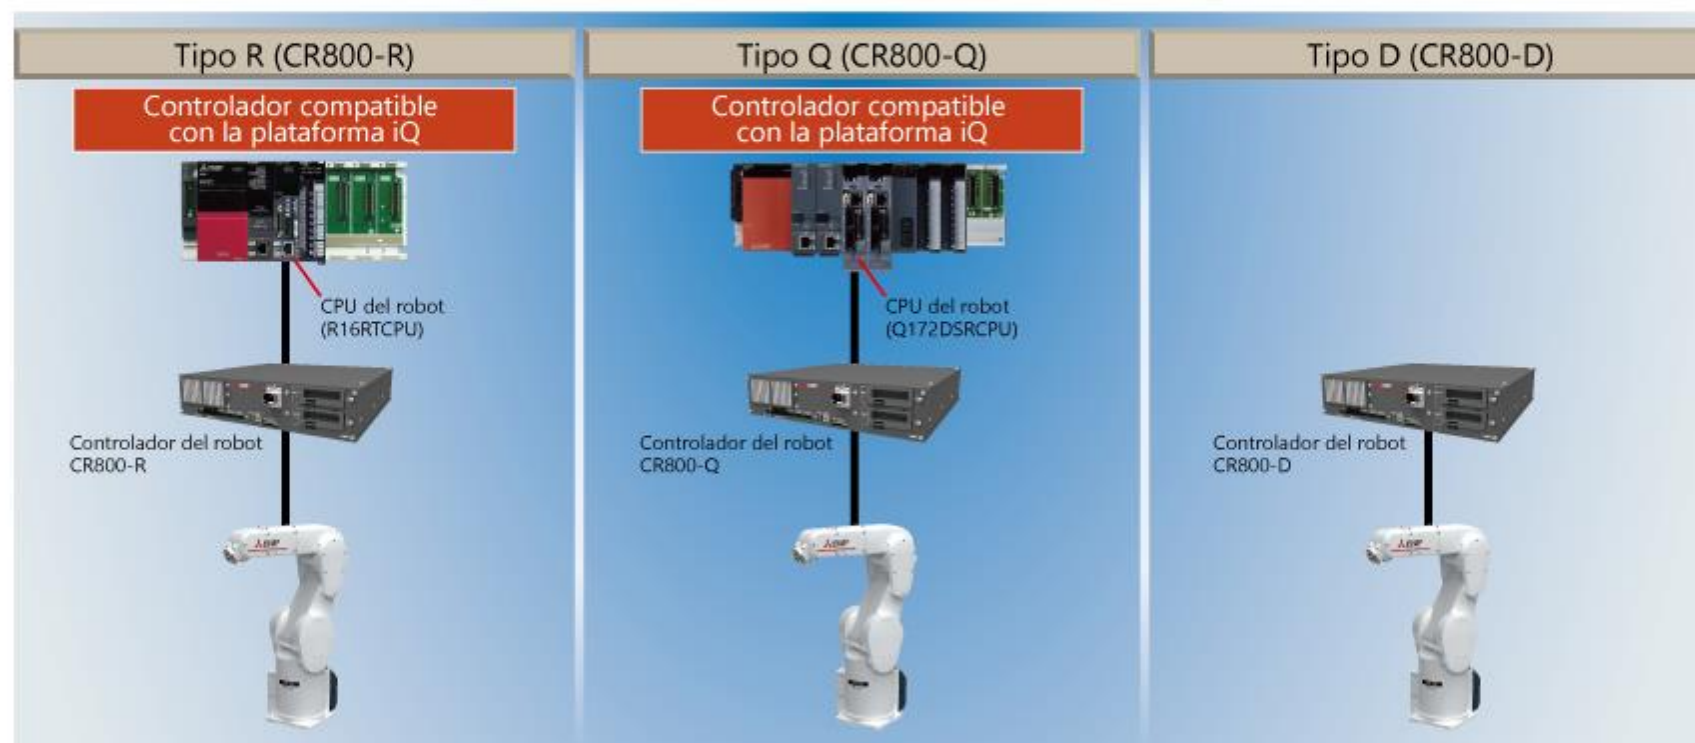 Tipo R (CR800-R)
Controlador compatible
con la plataforma iQ
CPU del robot
(R16RTCPU)
Controlador del robot
CR800-R
Tipo Q (CR800-Q)
Controlador compatible
con la plataforma iQ
CPU del robot
(Q172DSRCPU)
Controlador del robot
CR800-Q
Tipo D (CR800-D)
Controlador del robot
CR800-D